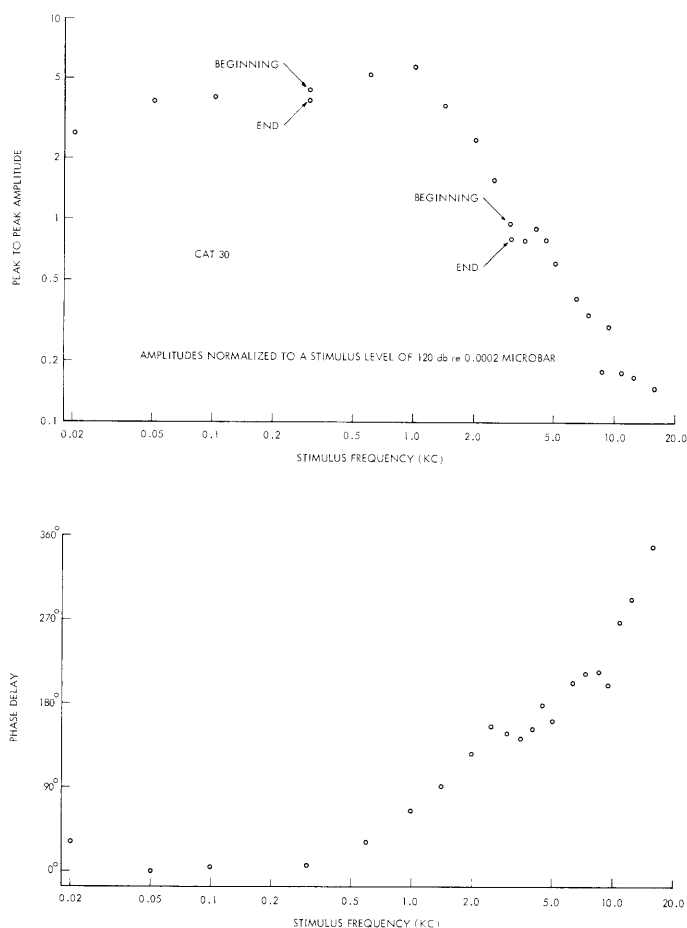 10
5
2
1
0.5
0.2
0.1
PEAK TO PEAK AMPLITUDE
BEGINNING
END
BEGINNING
END
CAT 30
AMPLITUDES NORMALIZED TO A STIMULUS LEVEL OF 120 db re 0.0002 MICROBAR
0.02 0.05 0.1 0.2 0.5 1.0 2.0 5.0 10.0 20.0
STIMULUS FREQUENCY (KC)
360°
270°
180°
90°
0°
PHASE DELAY
0.02 0.05 0.1 0.2 0.5 1.0 2.0 5.0 10.0 20.0
STIMULUS FREQUENCY (KC)